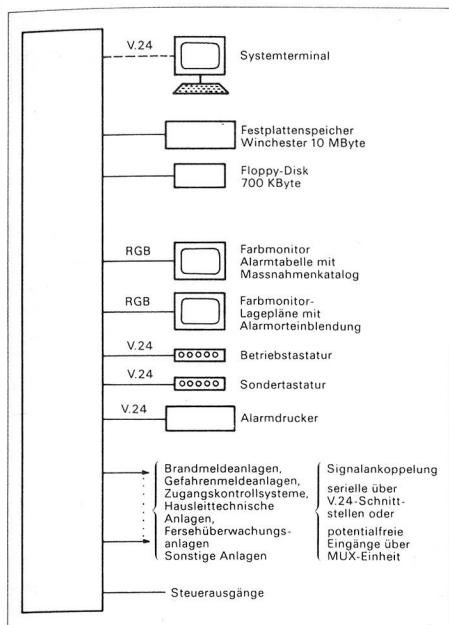 V.24
Systemterminal
Festplattenspeicher
Winchester 10 MByte
Floppy-Disk
700 KByte
RGB
Farbmonitor
Alarmtabelle mit
Massnahmenkatalog
RGB
Farbmonitor-
Lagepläne mit
Alarmorteinblendung
V.24
Betriebstastatur
V.24
Sondertastatur
V.24
Alarmdrucker
Brandmeldeanlagen,
Gefahrenmeldeanlagen,
Zugangskontrollsysteme,
Hausleittechnische
Anlagen,
Fersehüberwachungs-
anlagen
Sonstige Anlagen
Signalankoppelung
serielle über
V.24-Schnitt-
stellen oder
potentialfreie
Eingänge über
MUX-Einheit
Steuerausgänge